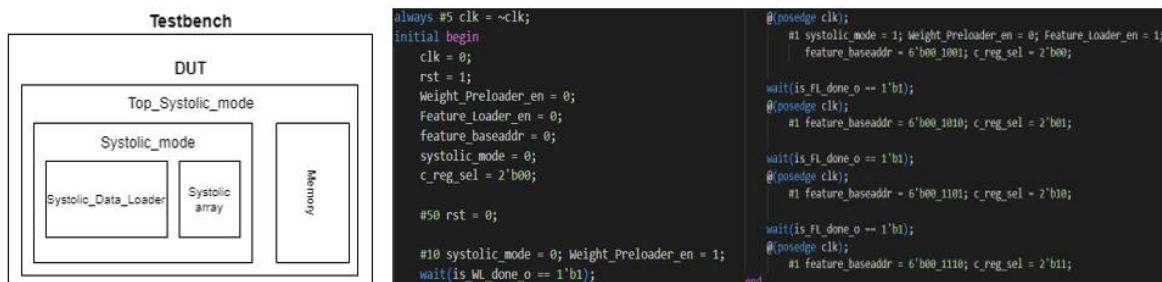 Testbench
DUT
Top_Systolic_mode
Systolic_mode
Systolic_Data_Loader
Systolic
array
Memory
always #5 clk = ~clk;
initial begin
clk = 0;
rst = 1;
Weight_Preloader_en = 0;
Feature_Loader_en = 0;
feature_baseaddr = 0;
systolic_mode = 0;
c_reg_sel = 2'b00;
#50 rst = 0;
#10 systolic_mode = 0; Weight_Preloader_en = 1;
wait(is_WL_done_o == 1'b1);
@(posedge clk);
#1 systolic_mode = 1; Weight_Preloader_en = 0; Feature_Loader_en = 1;
feature_baseaddr = 6'b00_1001; c_reg_sel = 2'b00;
wait(is_FL_done_o == 1'b1);
@(posedge clk);
#1 feature_baseaddr = 6'b00_1010; c_reg_sel = 2'b01;
wait(is_FL_done_o == 1'b1);
@(posedge clk);
#1 feature_baseaddr = 6'b00_1101; c_reg_sel = 2'b10;
wait(is_FL_done_o == 1'b1);
@(posedge clk);
#1 feature_baseaddr = 6'b00_1110; c_reg_sel = 2'b11;
end